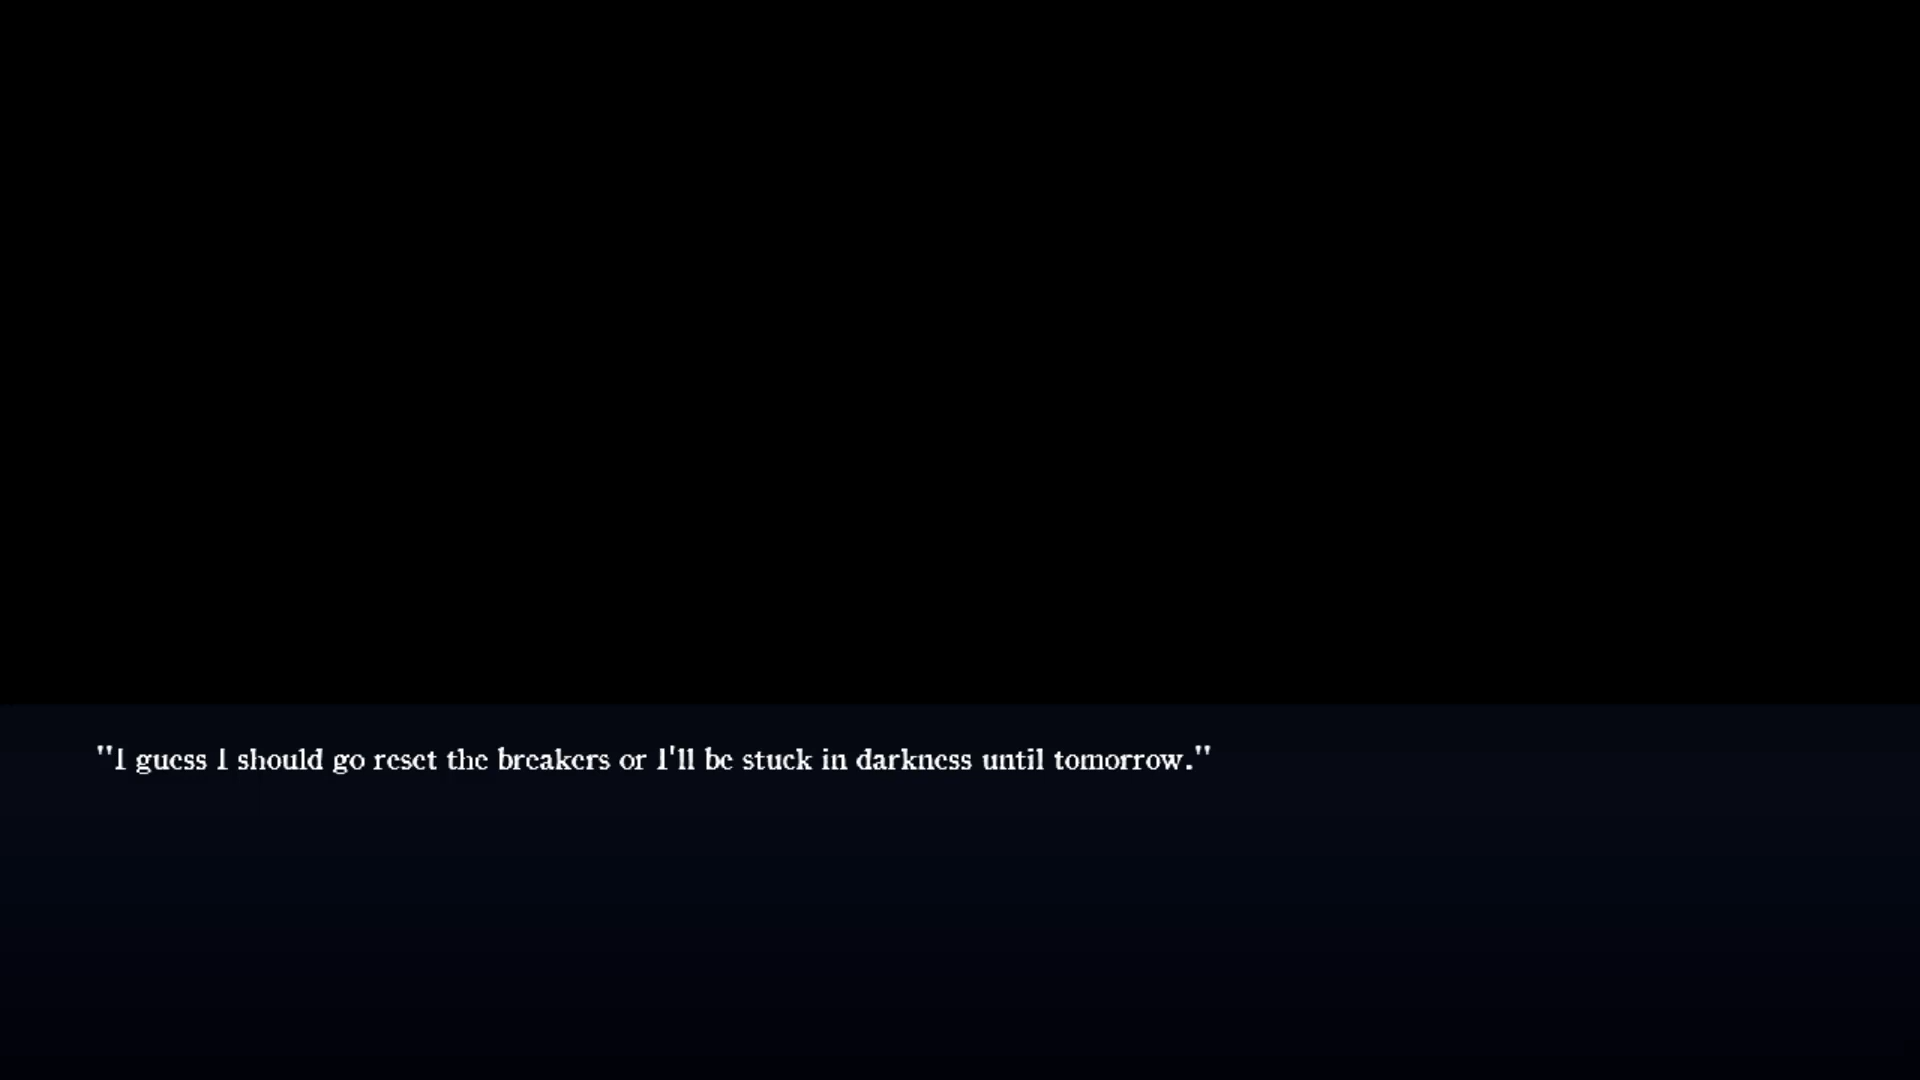 "I guess I should go reset the breakers or I'll be stuck in darkness until tomorrow."